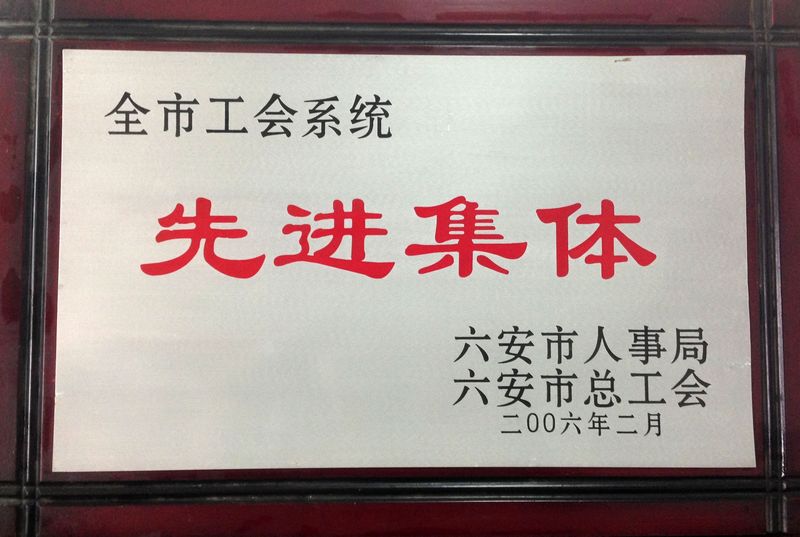 全市工会系统
先进集体
六安市人事局
六安市总工会
二00六年二月